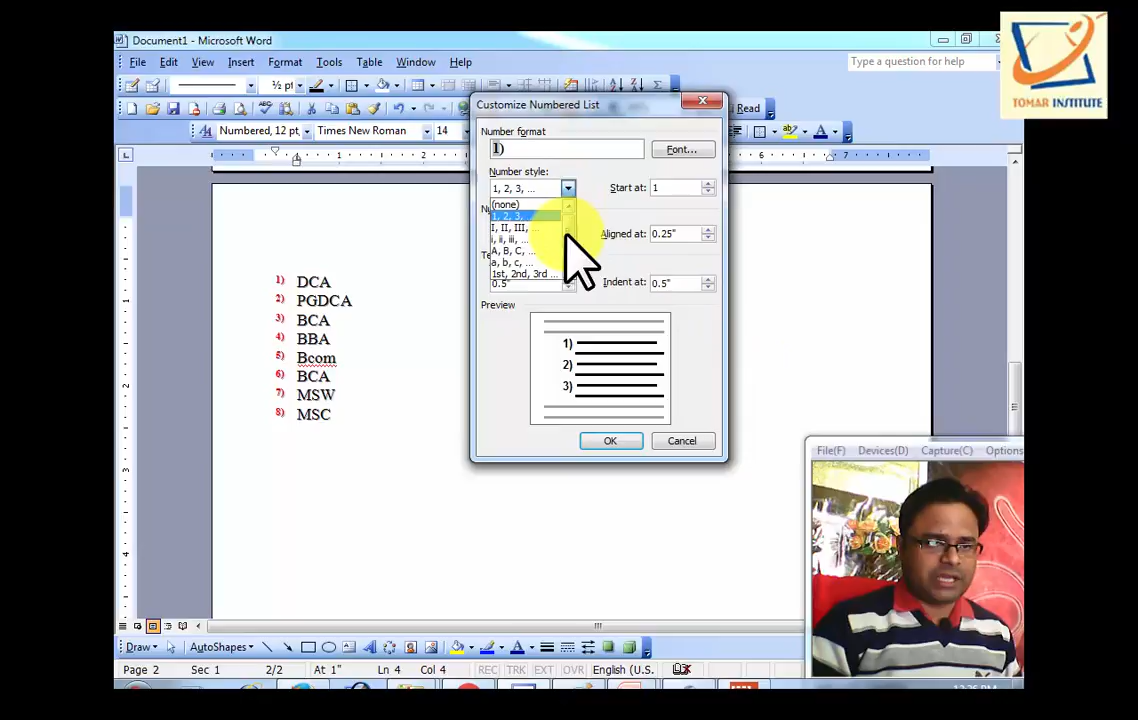 TOMAR INSTITUTE
Document1 - Microsoft Word
File Edit View Insert Format Tools Table Window Help
Type a question for help
½ pt
Read
Numbered, 12 pt, Times New Roman 14
Customize Numbered List
Number format
1)
Font...
Number style:
1, 2, 3, ...
Start at: 1
(none)
1, 2, 3, ...
I, II, III, ...
i, ii, iii, ...
A, B, C, ...
a, b, c, ...
1st, 2nd, 3rd ...
Aligned at: 0.25"
0.5"
Indent at: 0.5"
Preview
1)
2)
3)
OK Cancel
1) DCA
2) PGDCA
3) BCA
4) BBA
5) Bcom
6) BCA
7) MSW
8) MSC
File(F) Devices(D) Capture(C) Options
Draw AutoShapes
Page 2 Sec 1 2/2 At 1" Ln 4 Col 4 REC TRK EXT OVR English (U.S.